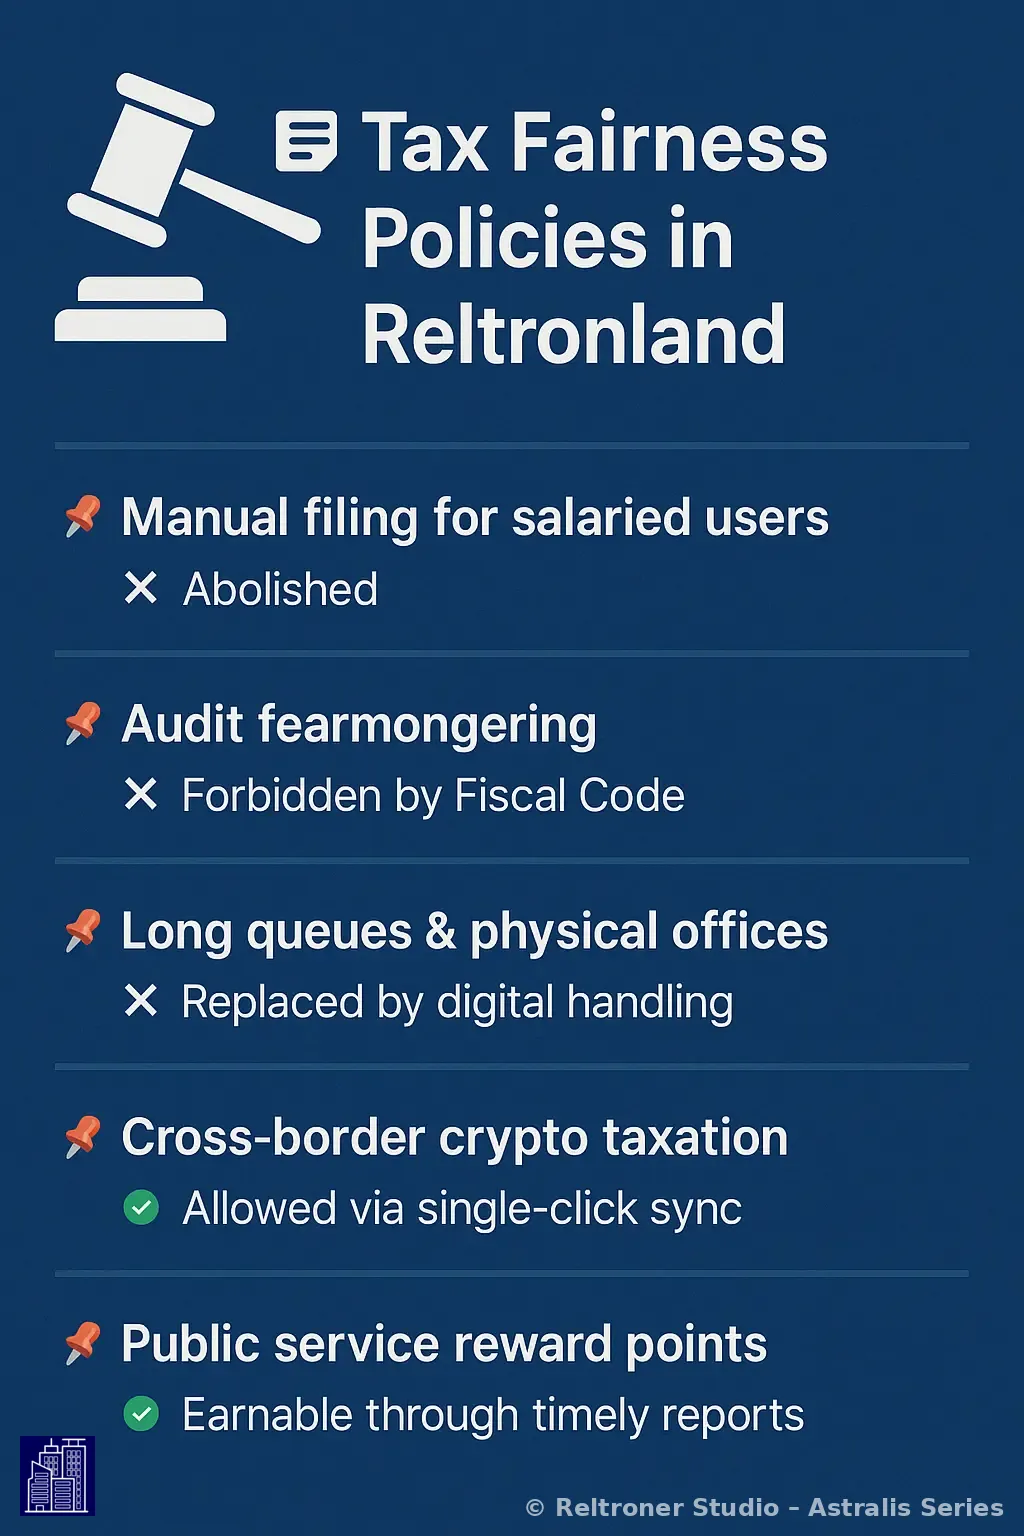 Tax Fairness
Policies in
Reltronland
Manual filing for salaried users
Abolished
Audit fearmongering
Forbidden by Fiscal Code
Long queues & physical offices
Replaced by digital handling
Cross-border crypto taxation
Allowed via single-click sync
Public service reward points
Earnable through timely reports
© Reltroner Studio – Astralis Series